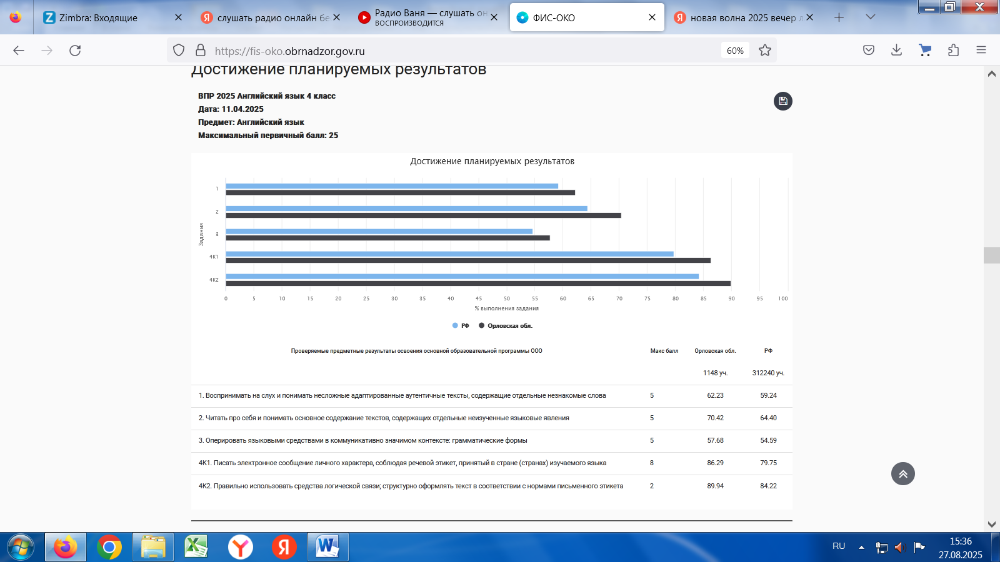 Zimbra: Входящие
слушать радио онлайн бе
Радио Ваня — слушать он
ВОСПРОИЗВОДИТСЯ
ФИС-ОКО
новая волна 2025 вечер л
https://fis-oko.obrnadzor.gov.ru
60%
Достижение планируемых результатов
ВПР 2025 Английский язык 4 класс
Дата: 11.04.2025
Предмет: Английский язык
Максимальный первичный балл: 25
Достижение планируемых результатов
Задания
1
2
3
4К1
4К2
0 5 10 15 20 25 30 35 40 45 50 55 60 65 70 75 80 85 90 95 100
% выполнения задания
РФ Орловская обл.
Проверяемые предметные результаты освоения основной образовательной программы ООО Макс балл Орловская обл. РФ
1148 уч. 312240 уч.
1. Воспринимать на слух и понимать несложные адаптированные аутентичные тексты, содержащие отдельные незнакомые слова 5 62.23 59.24
2. Читать про себя и понимать основное содержание текстов, содержащих отдельные неизученные языковые явления 5 70.42 64.40
3. Оперировать языковыми средствами в коммуникативно значимом контексте: грамматические формы 5 57.68 54.59
4К1. Писать электронное сообщение личного характера, соблюдая речевой этикет, принятый в стране (странах) изучаемого языка 8 86.29 79.75
4К2. Правильно использовать средства логической связи; структурно оформлять текст в соответствии с нормами письменного этикета 2 89.94 84.22
RU
15:36
27.08.2025